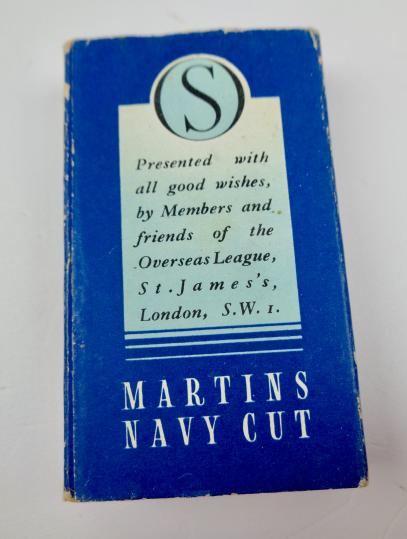 S
Presented with
all good wishes,
by Members and
friends of the
Overseas League,
St. James's,
London, S.W. 1.
MARTINS
NAVY CUT